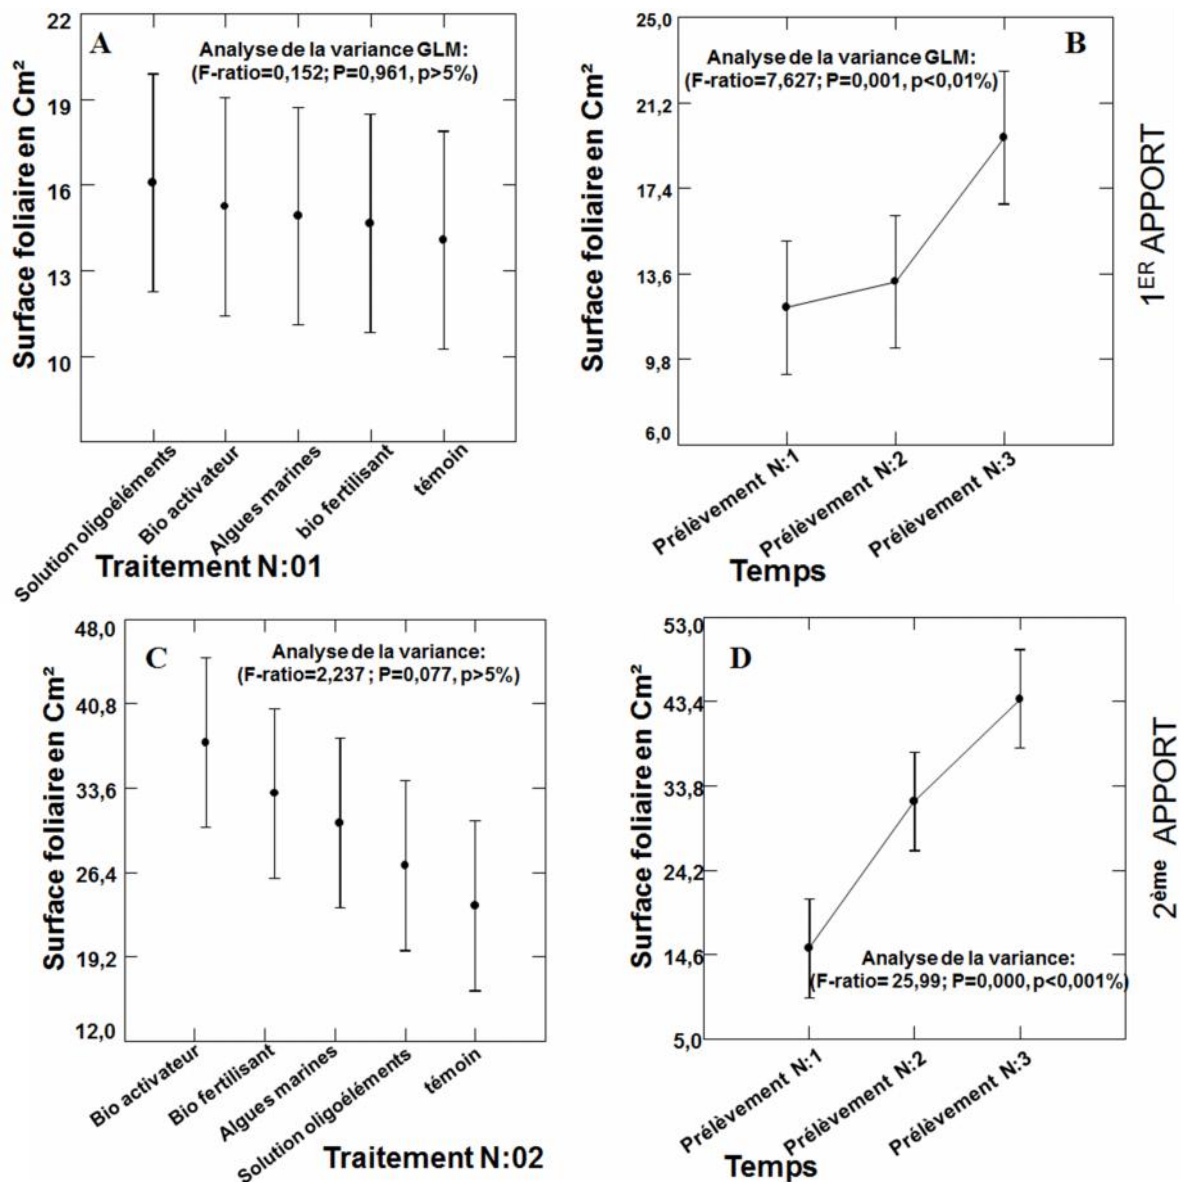 A
Analyse de la variance GLM:
(F-ratio=0,152; P=0,961, p>5%)
Surface foliaire en Cm²
22
19
16
13
10
Solution oligoéléments
Bio activateur
Algues marines
bio fertilisant
témoin
Traitement N:01
B
Analyse de la variance GLM:
(F-ratio=7,627; P=0,001, p<0,01%)
Surface foliaire en Cm²
25,0
21,2
17,4
13,6
9,8
6,0
Prélèvement N:1
Prélèvement N:2
Prélèvement N:3
Temps
1ER APPORT
C
Analyse de la variance:
(F-ratio=2,237 ; P=0,077, p>5%)
Surface foliaire en Cm²
48,0
40,8
33,6
26,4
19,2
12,0
Bio activateur
Bio fertilisant
Algues marines
Solution oligoéléments
témoin
Traitement N:02
D
Analyse de la variance:
(F-ratio= 25,99; P=0,000, p<0,001%)
Surface foliaire en Cm²
53,0
43,4
33,8
24,2
14,6
5,0
Prélèvement N:1
Prélèvement N:2
Prélèvement N:3
Temps
2ème APPORT